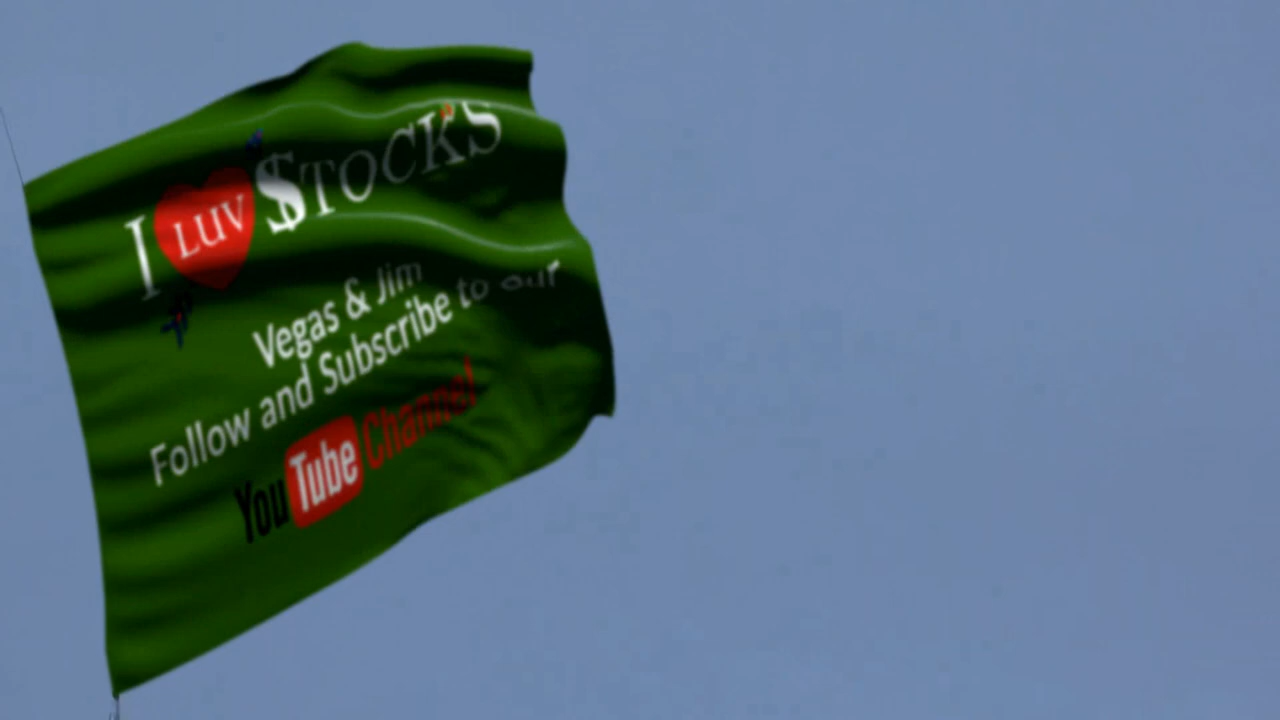 I LUV $TOCKS
Vegas & Jim
Follow and Subscribe to our
YouTube Channel